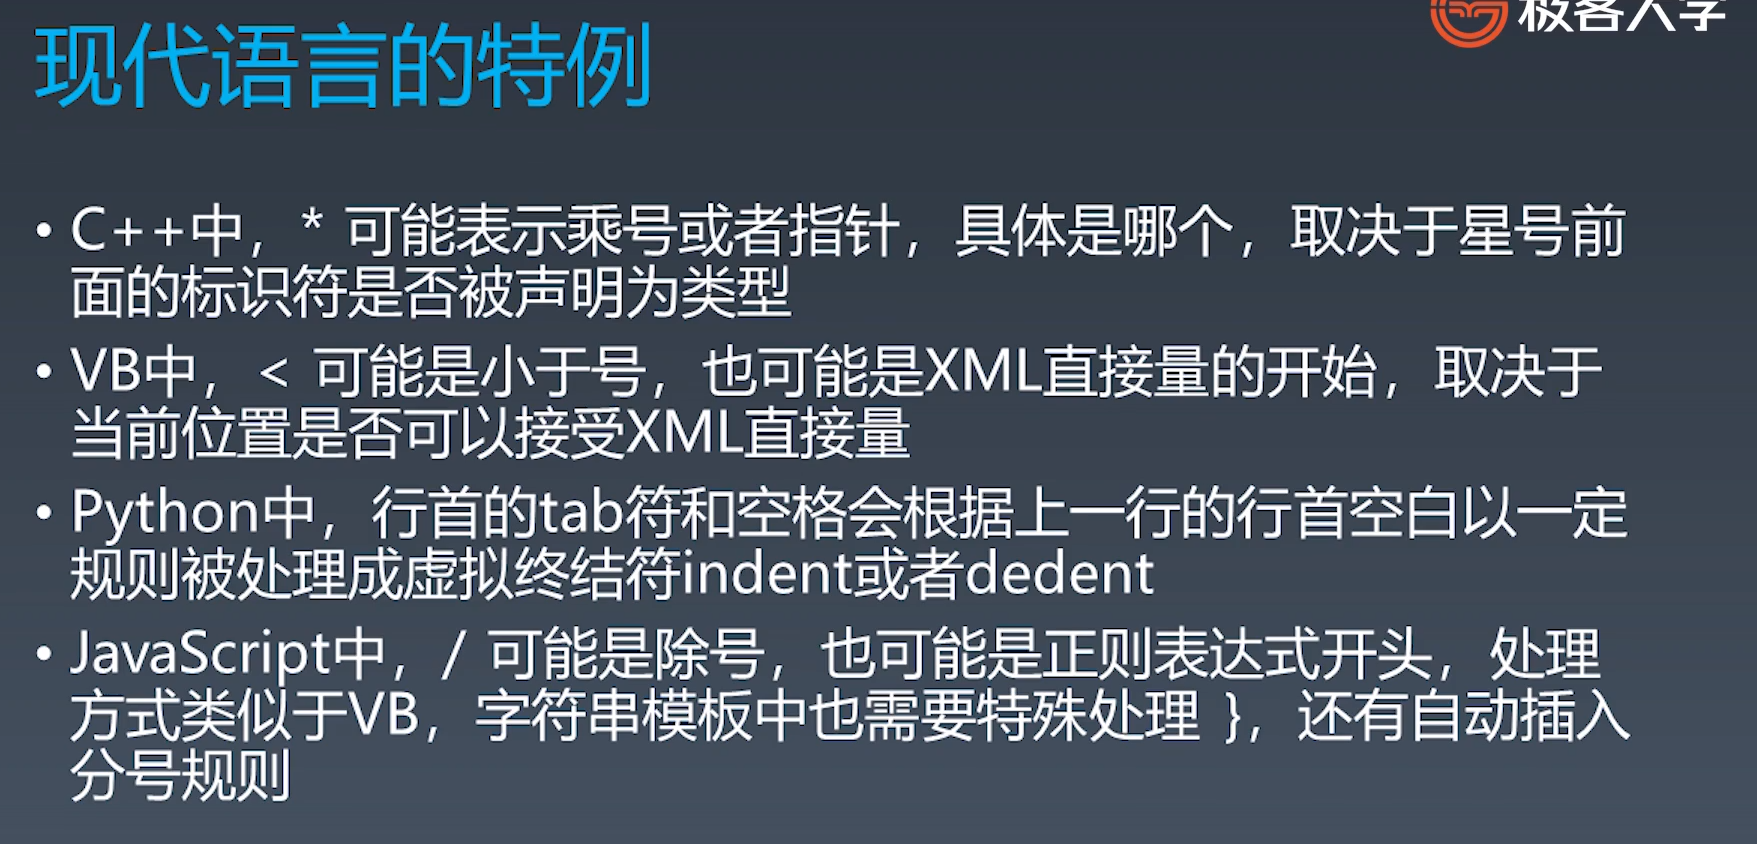 极客大学
现代语言的特例
• C++中，* 可能表示乘号或者指针，具体是哪个，取决于星号前
面的标识符是否被声明为类型
• VB中，< 可能是小于号，也可能是XML直接量的开始，取决于
当前位置是否可以接受XML直接量
• Python中，行首的tab符和空格会根据上一行的行首空白以一定
规则被处理成虚拟终结符indent或者dedent
• JavaScript中，/ 可能是除号，也可能是正则表达式开头，处理
方式类似于VB，字符串模板中也需要特殊处理 }，还有自动插入
分号规则